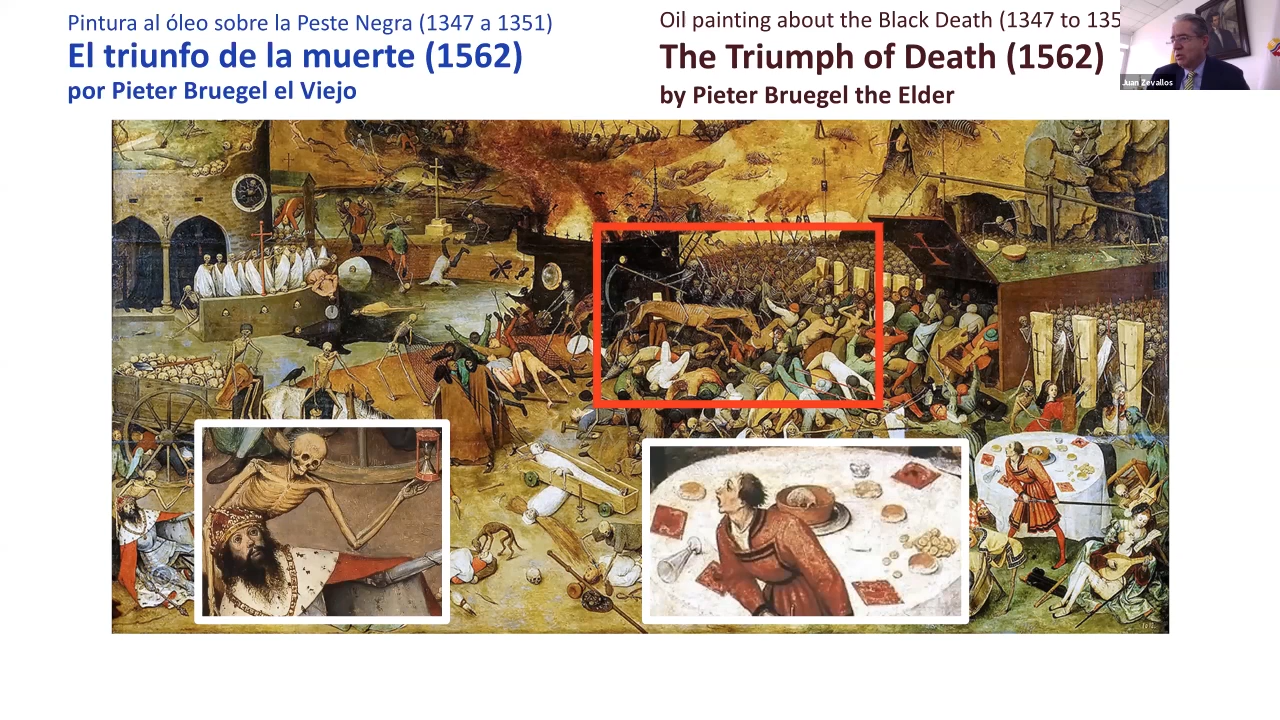 Pintura al óleo sobre la Peste Negra (1347 a 1351)
El triunfo de la muerte (1562)
por Pieter Bruegel el Viejo
Oil painting about the Black Death (1347 to 135
The Triumph of Death (1562)
by Pieter Bruegel the Elder
Juan Zevallos